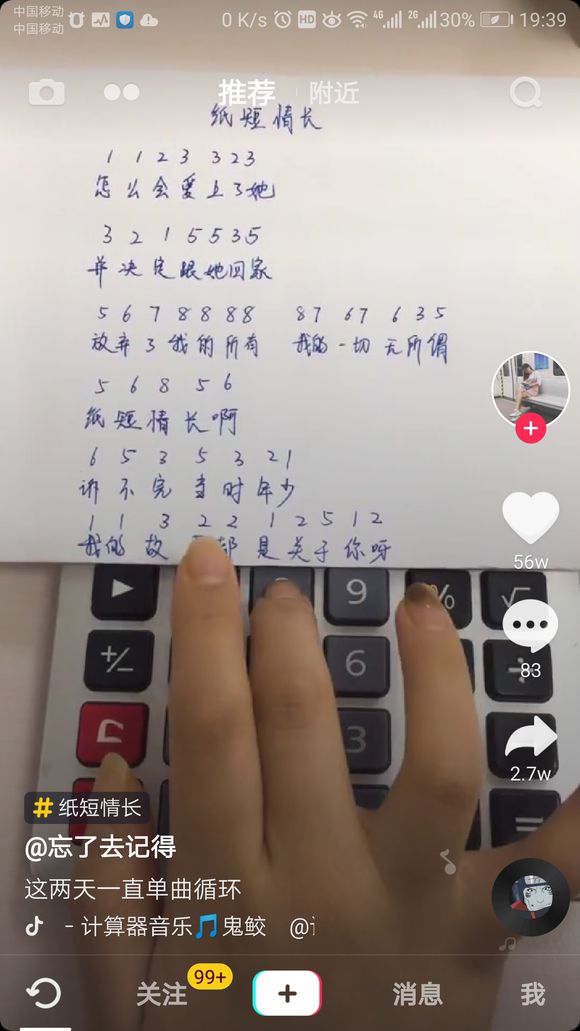 中国移动
中国移动
0 K/s HD 4G 2G 30% 19:39
推荐 附近
纸短情长
1 1 2 3 3 2 3
怎么会爱上了她
3 2 1 5 5 3 5
并决定跟她回家
5 6 7 8 8 8 8 8 7 6 7 6 3 5
放弃了我的所有 我的一切无所谓
5 6 8 5 6
纸短情长啊
6 5 3 5 3 2 1
诉不完当时年少
1 1 3 2 2 1 2 5 1 2
我的故 都是关于你呀
9 % √
+/- 6 ÷
3
=
56w
83
2.7w
# 纸短情长
@忘了去记得
这两天一直单曲循环
- 计算器音乐🎵鬼鲛 @
关注 99+ + 消息 我